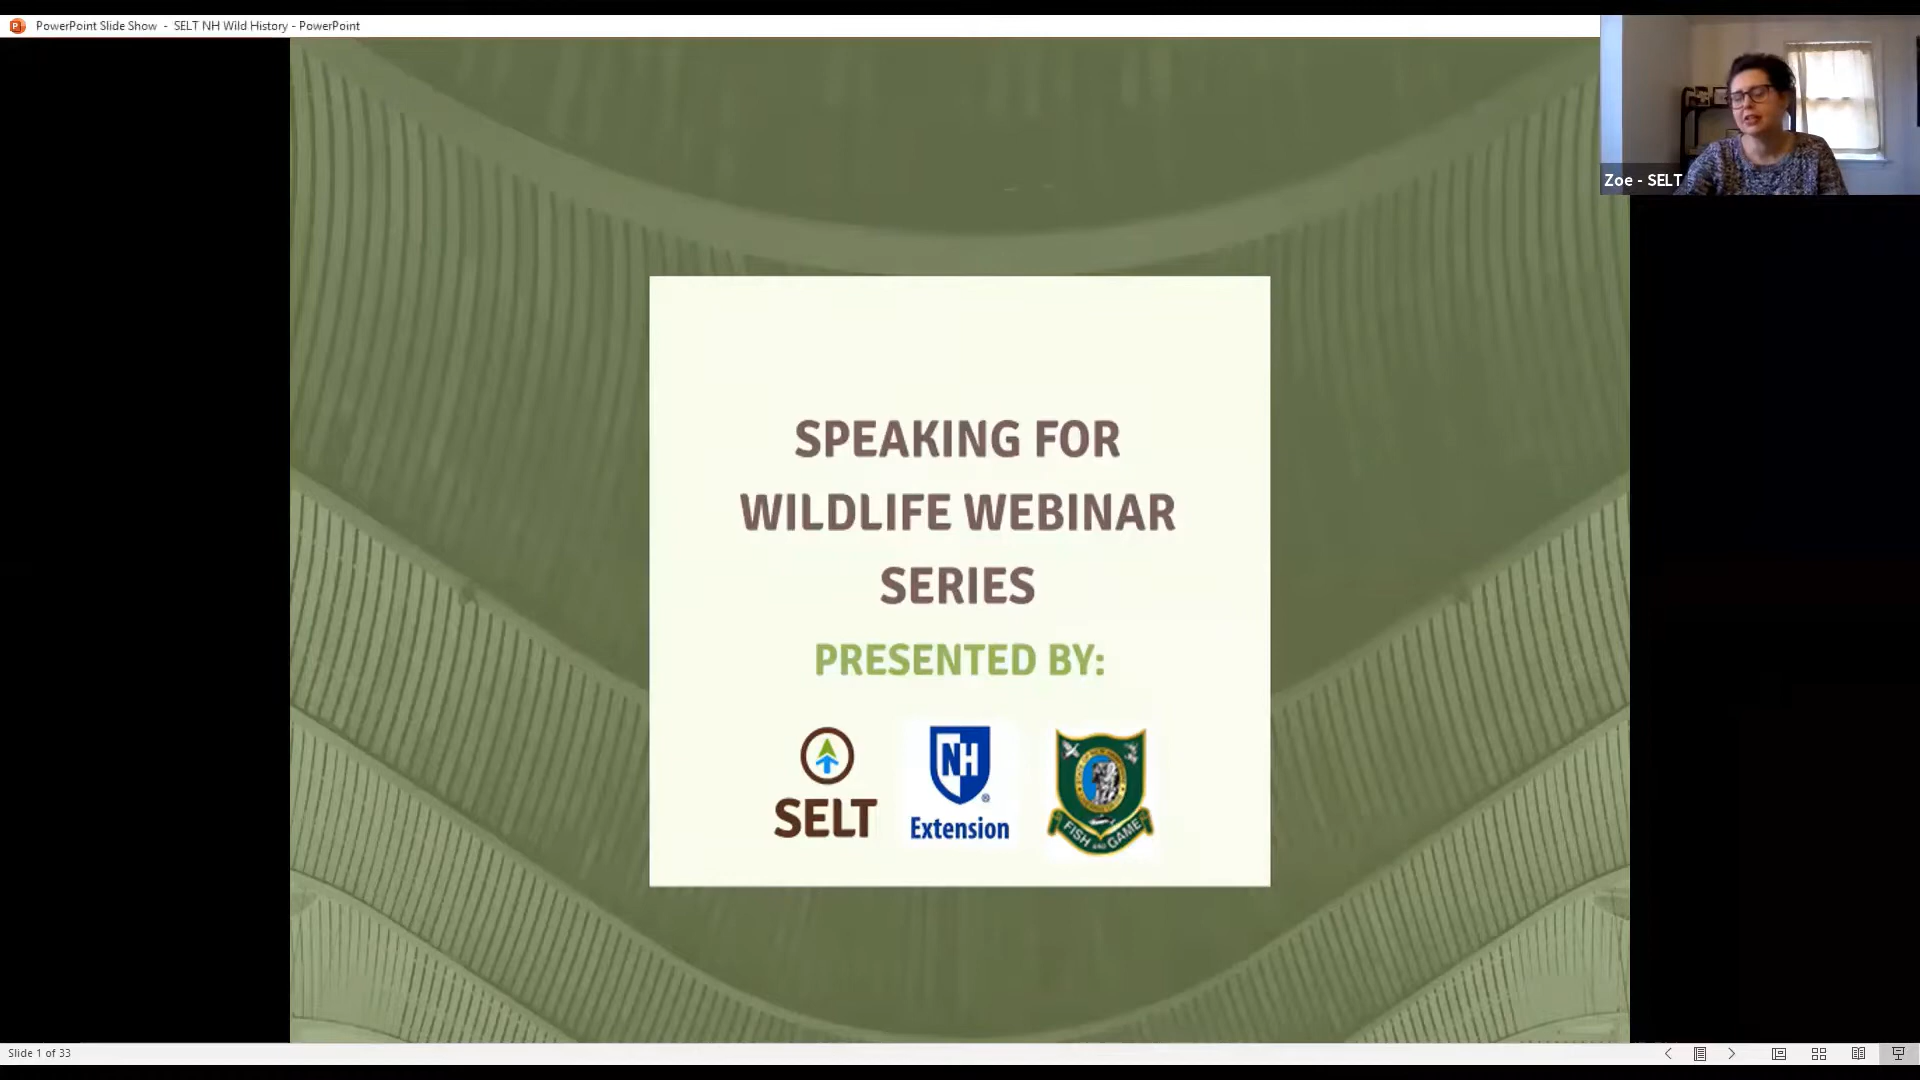 PowerPoint Slide Show - SELT NH Wild History - PowerPoint
Zoe - SELT
SPEAKING FOR
WILDLIFE WEBINAR
SERIES
PRESENTED BY:
SELT
NH
®
Extension
FISH AND GAME
Slide 1 of 33